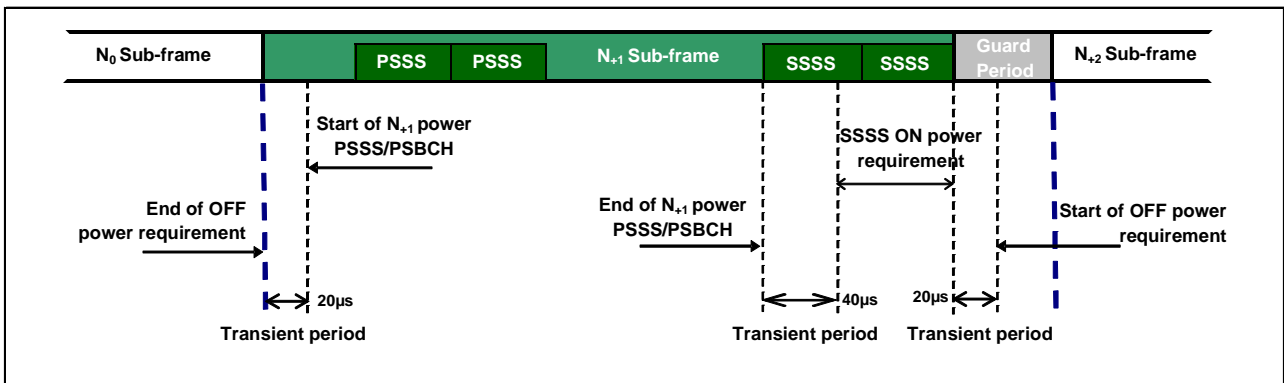 N0 Sub-frame
PSSS
PSSS
N+1 Sub-frame
SSSS
SSSS
Guard
Period
N+2 Sub-frame
Start of N+1 power
PSSS/PSBCH
SSSS ON power
requirement
End of OFF
power requirement
End of N+1 power
PSSS/PSBCH
Start of OFF power
requirement
20µs
40µs
20µs
Transient period
Transient period
Transient period